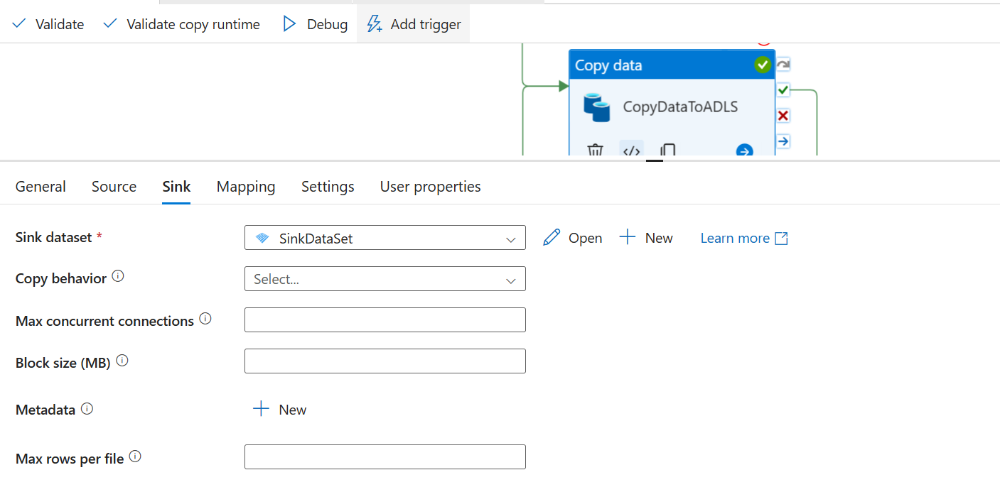 Validate Validate copy runtime Debug Add trigger
Copy data
CopyDataToADLS
General Source Sink Mapping Settings User properties
Sink dataset * SinkDataSet Open New Learn more
Copy behavior Select...
Max concurrent connections
Block size (MB)
Metadata New
Max rows per file